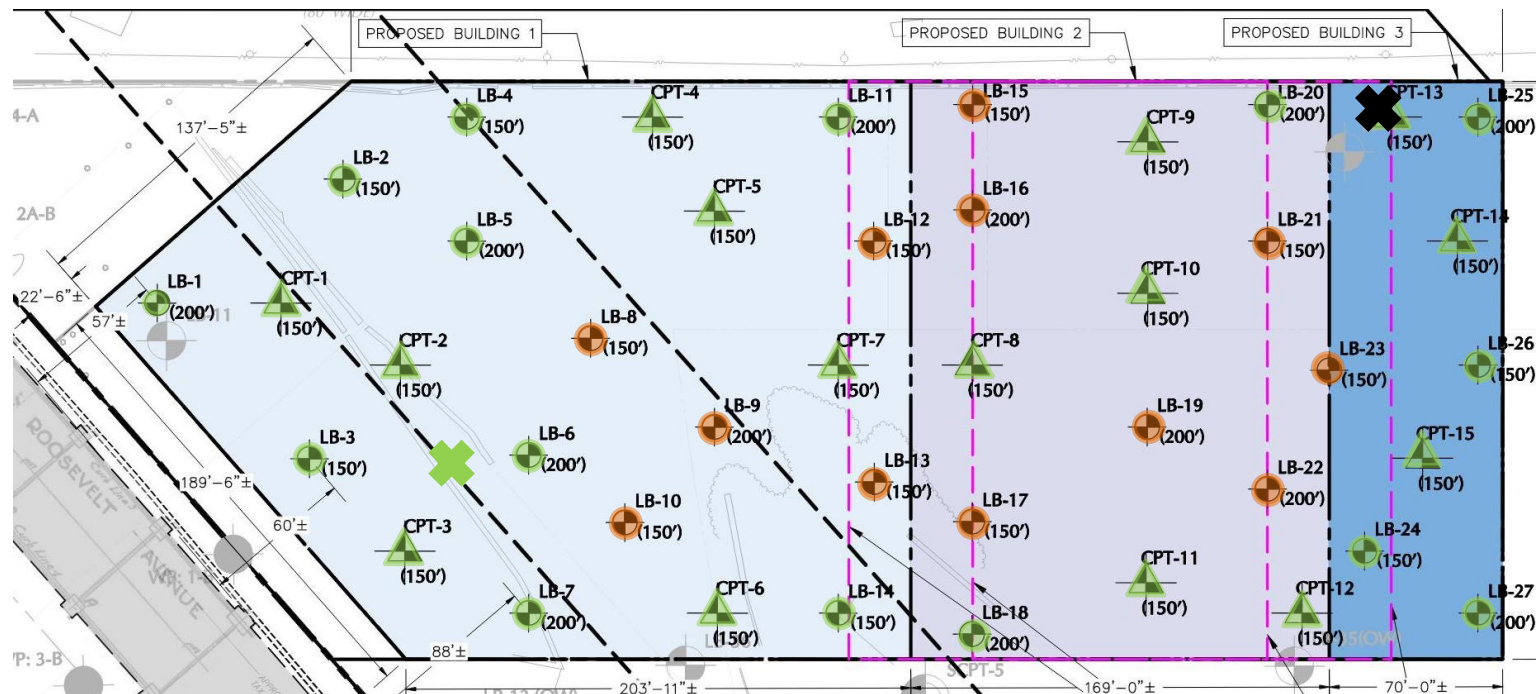 (80' WIDE)
PROPOSED BUILDING 1
PROPOSED BUILDING 2
PROPOSED BUILDING 3
4-A
137'-5"±
LB-4
(150')
CPT-4
(150')
LB-11
(200')
LB-15
(150')
CPT-9
(150')
LB-20
(200')
CPT-13
(150')
LB-25
(200')
LB-2
(150')
CPT-5
(150')
LB-16
(200')
2A-B
LB-5
(200')
LB-12
(150')
LB-21
(150')
CPT-14
(150')
22'-6"±
57'±
LB-1
(200')
CPT-1
(150')
LB-8
(150')
CPT-10
(150')
CPT-2
(150')
CPT-7
(150')
CPT-8
(150')
LB-23
(150')
LB-26
(150')
LB-9
(200')
LB-19
(200')
ROOSEVELT
AVENUE
LB-3
(150')
LB-6
(200')
LB-13
(150')
LB-22
(200')
CPT-15
(150')
189'-6"±
60'±
LB-10
(150')
LB-17
(150')
CPT-3
(150')
LB-24
(150')
LB-7
(200')
CPT-6
(150')
LB-14
(150')
LB-18
(200')
CPT-11
(150')
CPT-12
(150')
LB-27
(200')
88'±
SCPT-5
203'-11"±
169'-0"±
70'-0"±